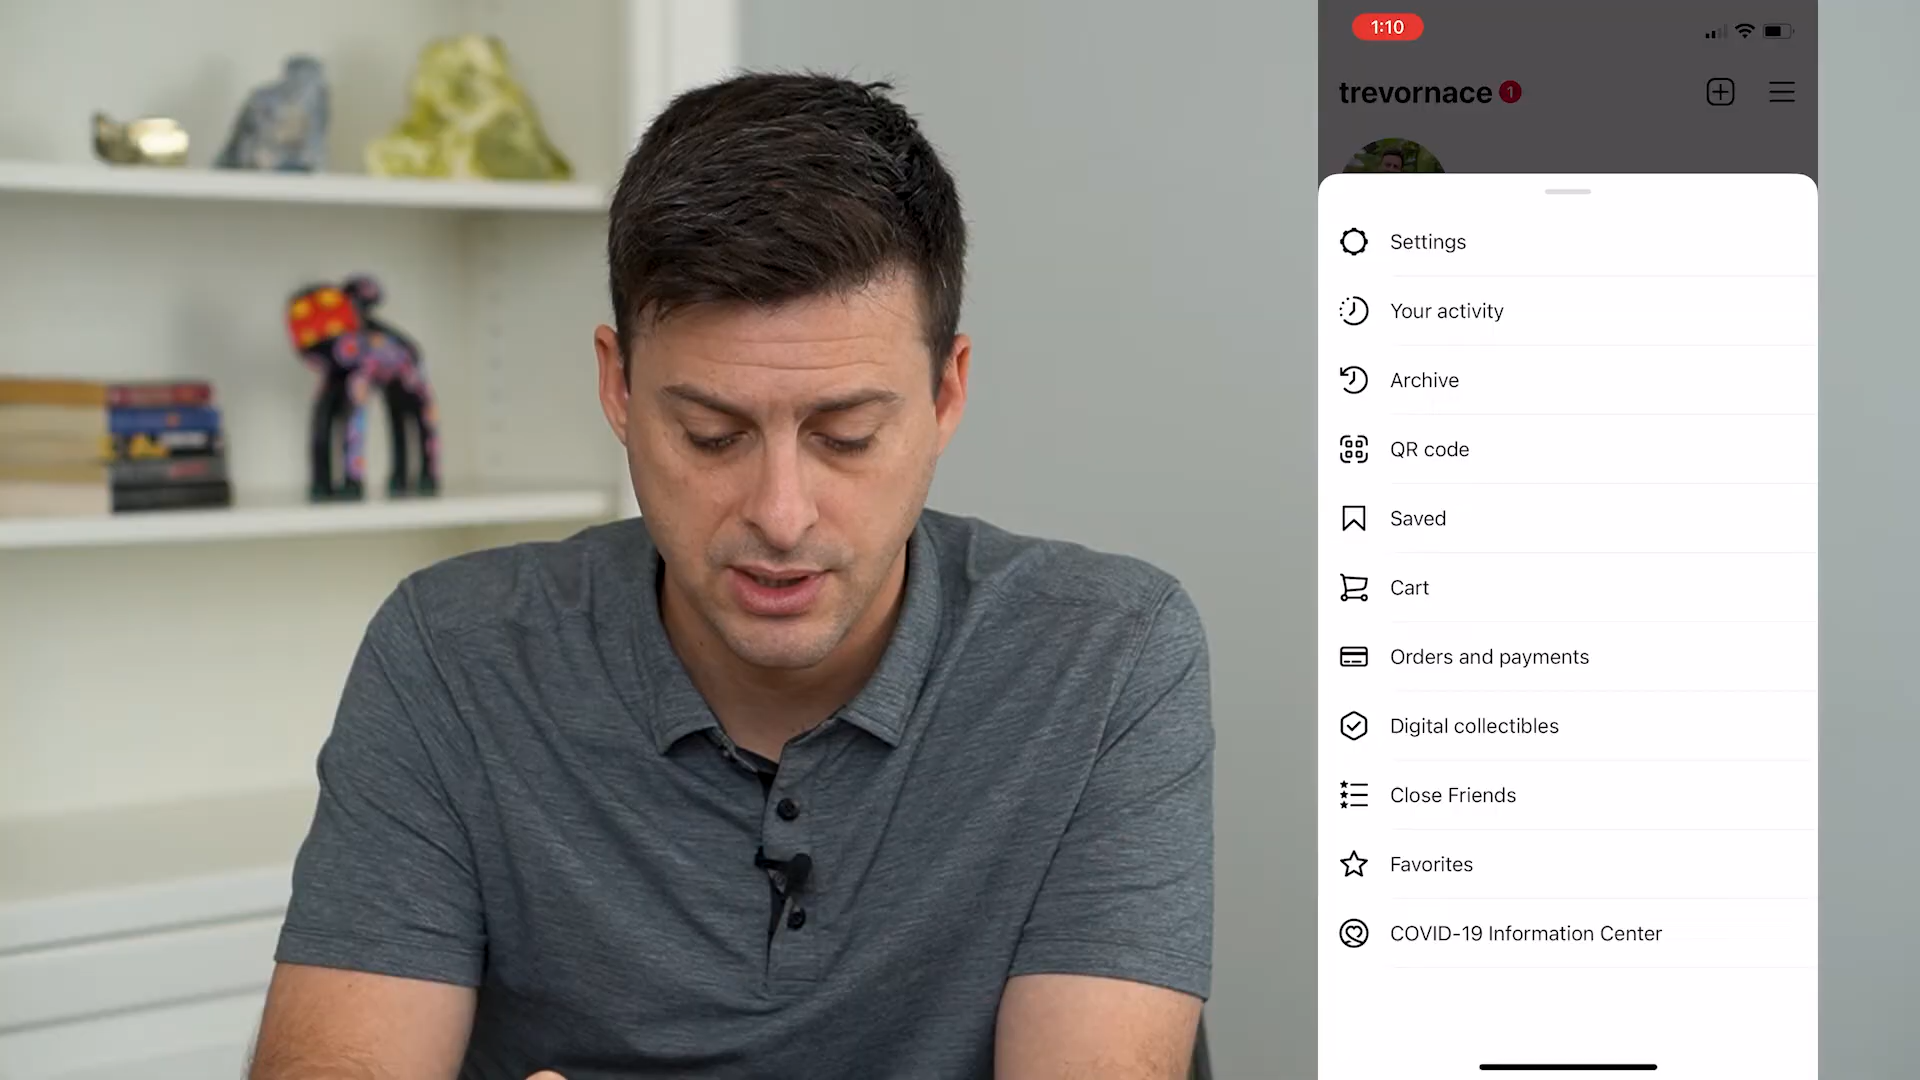 1:10
trevornace 1
Settings
Your activity
Archive
QR code
Saved
Cart
Orders and payments
Digital collectibles
Close Friends
Favorites
COVID-19 Information Center